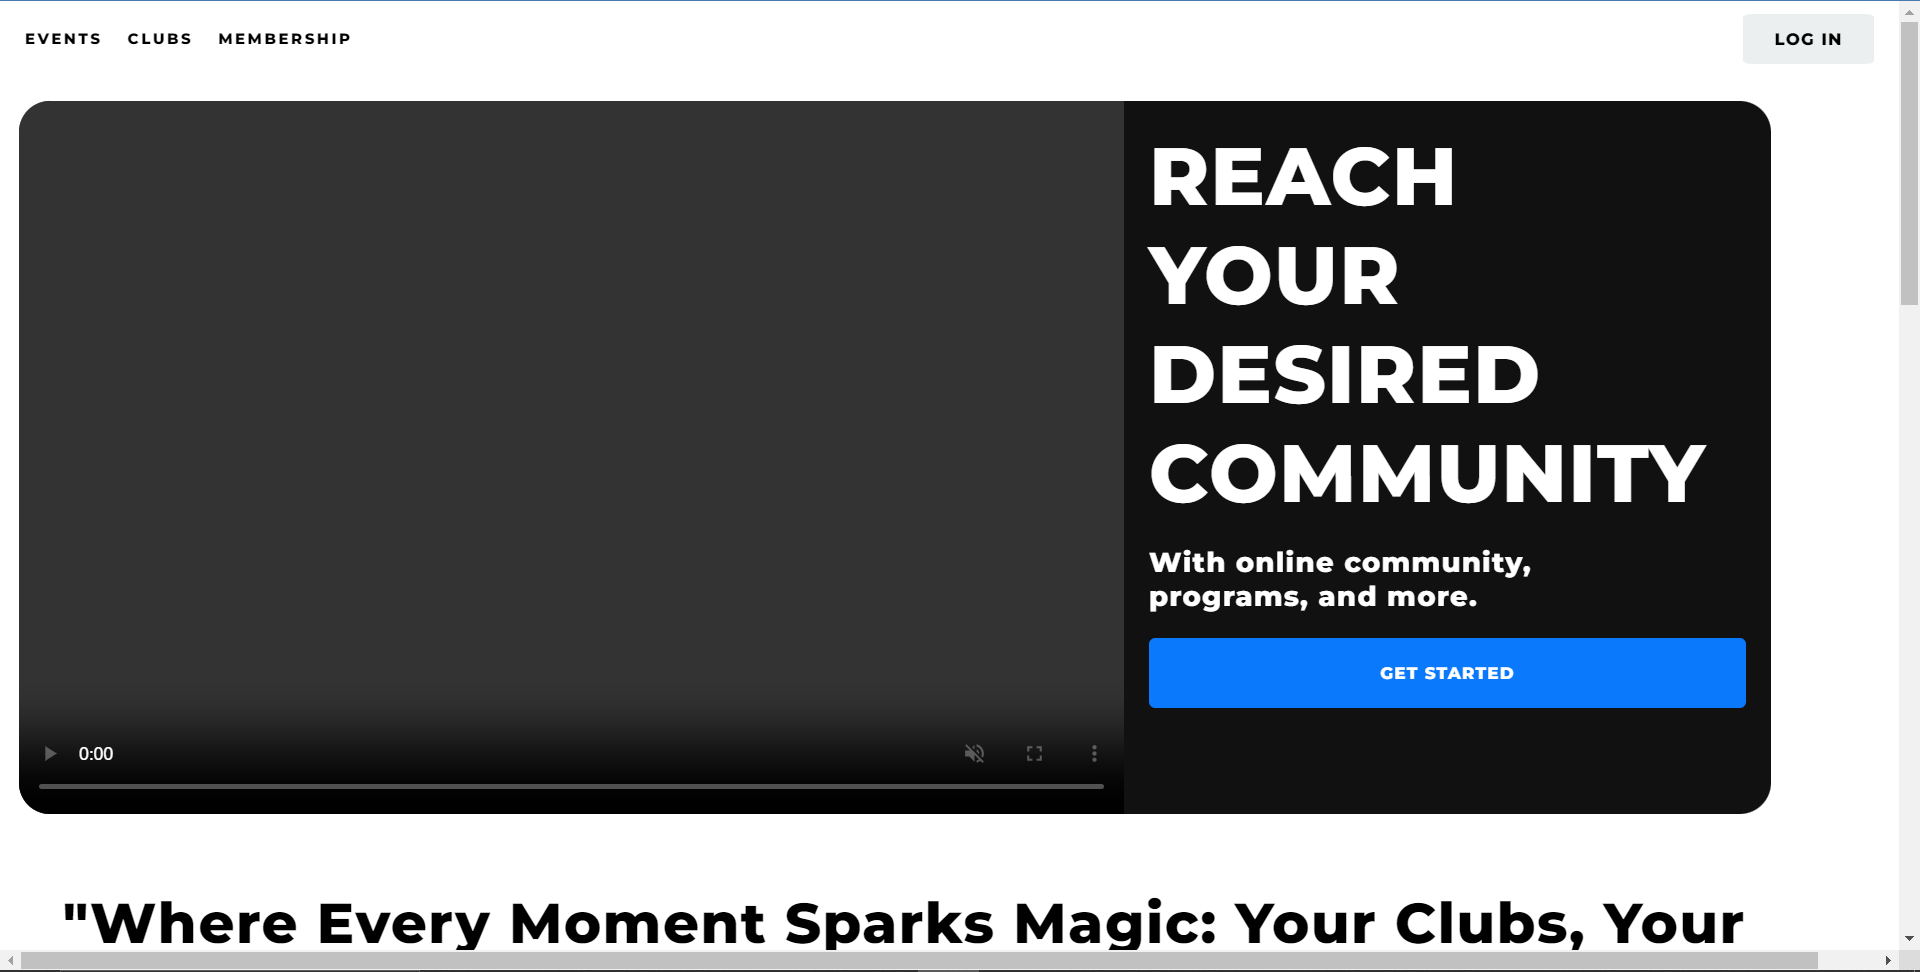 EVENTS CLUBS MEMBERSHIP LOG IN
REACH
YOUR
DESIRED
COMMUNITY
With online community,
programs, and more.
GET STARTED
0:00
"Where Every Moment Sparks Magic: Your Clubs, Your